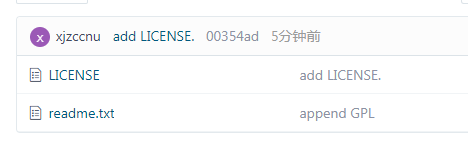 x xjzccnu add LICENSE. 00354ad 5分钟前
LICENSE add LICENSE.
readme.txt append GPL